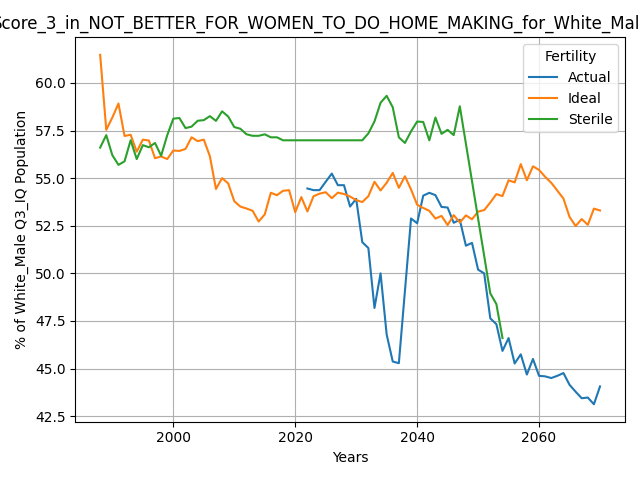 Score_3_in_NOT_BETTER_FOR_WOMEN_TO_DO_HOME_MAKING_for_White_Mal
Fertility
Actual
Ideal
Sterile
% of White_Male Q3_IQ Population
60.0
57.5
55.0
52.5
50.0
47.5
45.0
42.5
2000
2020
2040
2060
Years